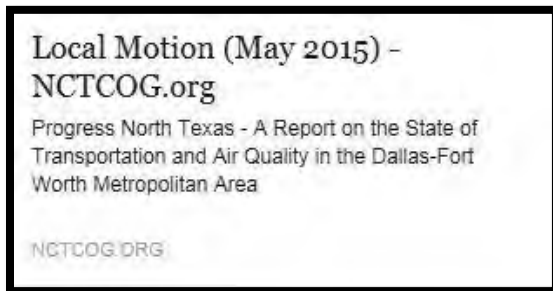 Local Motion (May 2015) -
NCTCOG.org
Progress North Texas - A Report on the State of
Transportation and Air Quality in the Dallas-Fort
Worth Metropolitan Area
NCTCOG.ORG